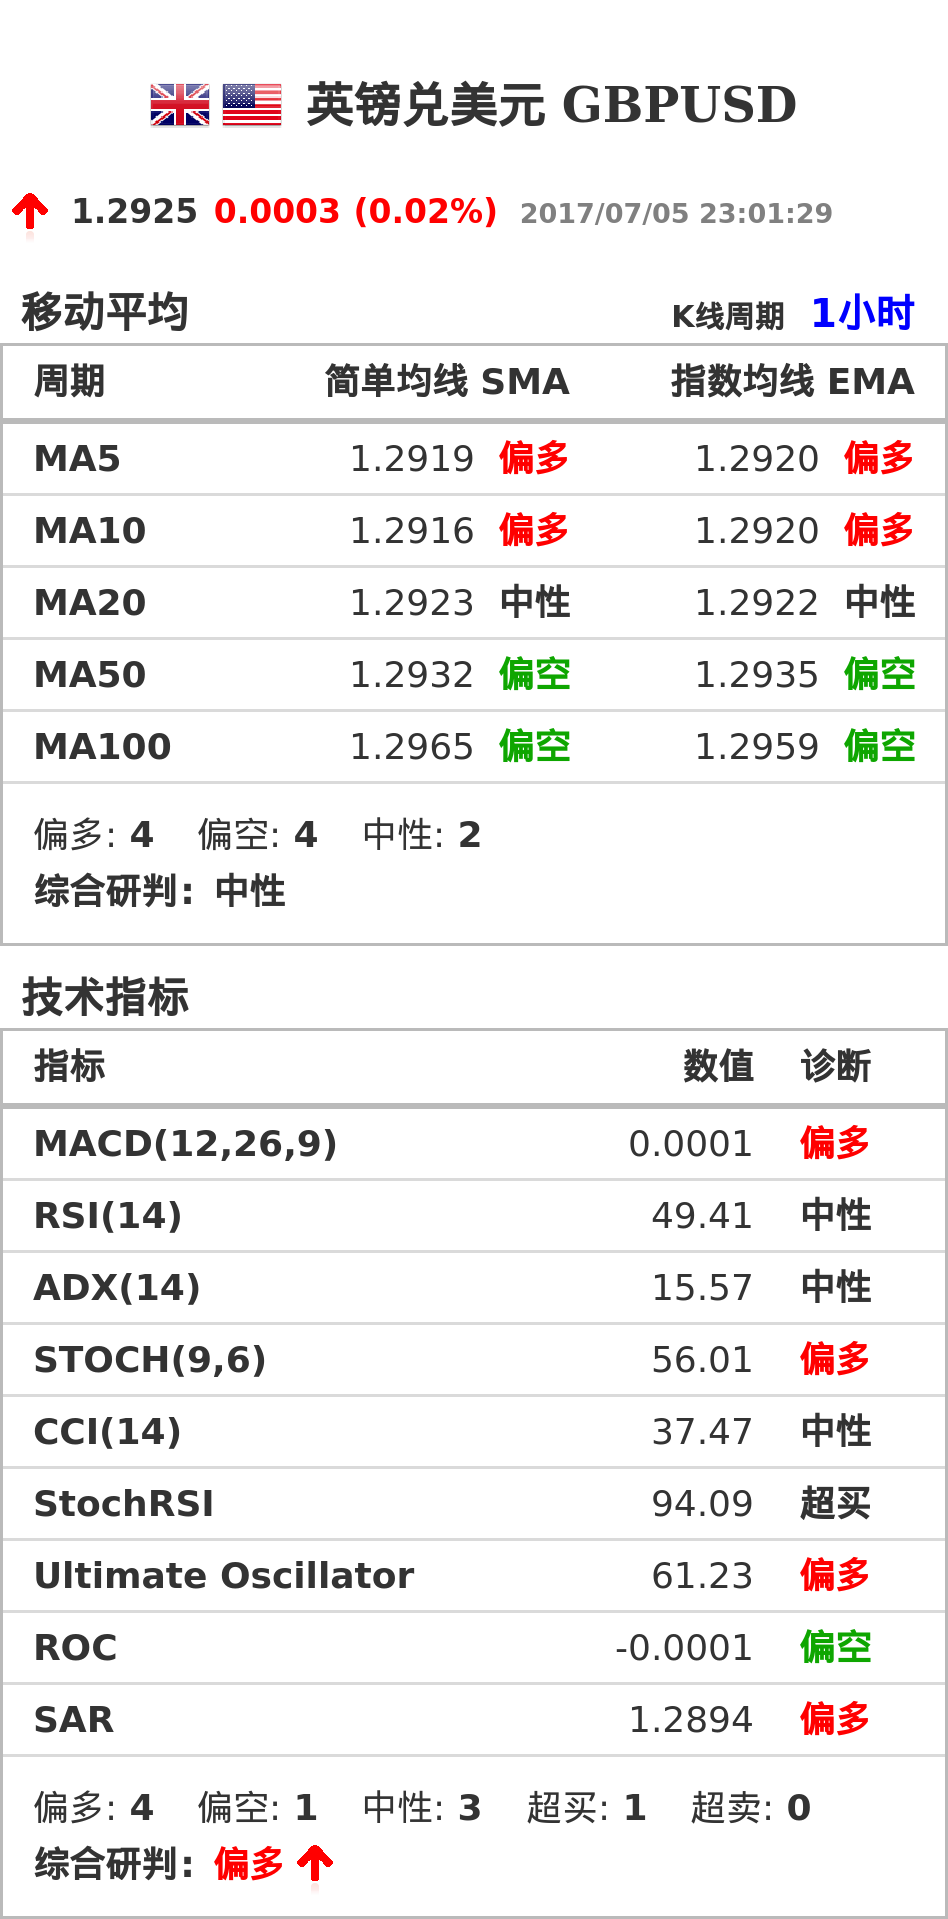 英镑兑美元 GBPUSD
1.2925 0.0003 (0.02%) 2017/07/05 23:01:29
移动平均 K线周期 1小时
周期 简单均线 SMA 指数均线 EMA
MA5 1.2919 偏多 1.2920 偏多
MA10 1.2916 偏多 1.2920 偏多
MA20 1.2923 中性 1.2922 中性
MA50 1.2932 偏空 1.2935 偏空
MA100 1.2965 偏空 1.2959 偏空
偏多: 4 偏空: 4 中性: 2
综合研判: 中性
技术指标
指标 数值 诊断
MACD(12,26,9) 0.0001 偏多
RSI(14) 49.41 中性
ADX(14) 15.57 中性
STOCH(9,6) 56.01 偏多
CCI(14) 37.47 中性
StochRSI 94.09 超买
Ultimate Oscillator 61.23 偏多
ROC -0.0001 偏空
SAR 1.2894 偏多
偏多: 4 偏空: 1 中性: 3 超买: 1 超卖: 0
综合研判: 偏多